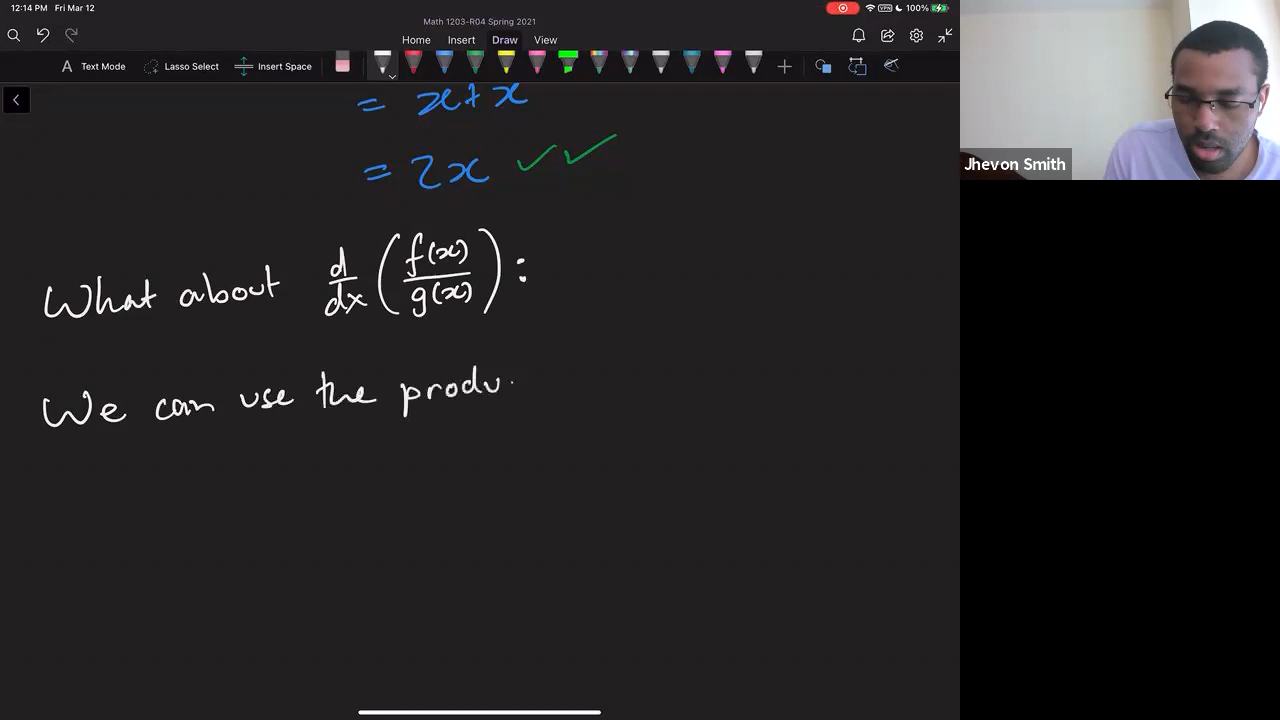 12:14 PM Fri Mar 12
VPN 100%
Math 1203-R04 Spring 2021
Home Insert Draw View
A Text Mode Lasso Select Insert Space
= x + x
= 2x ✓✓
What about d/dx (f(x)/g(x)) :
We can use the produ
Jhevon Smith